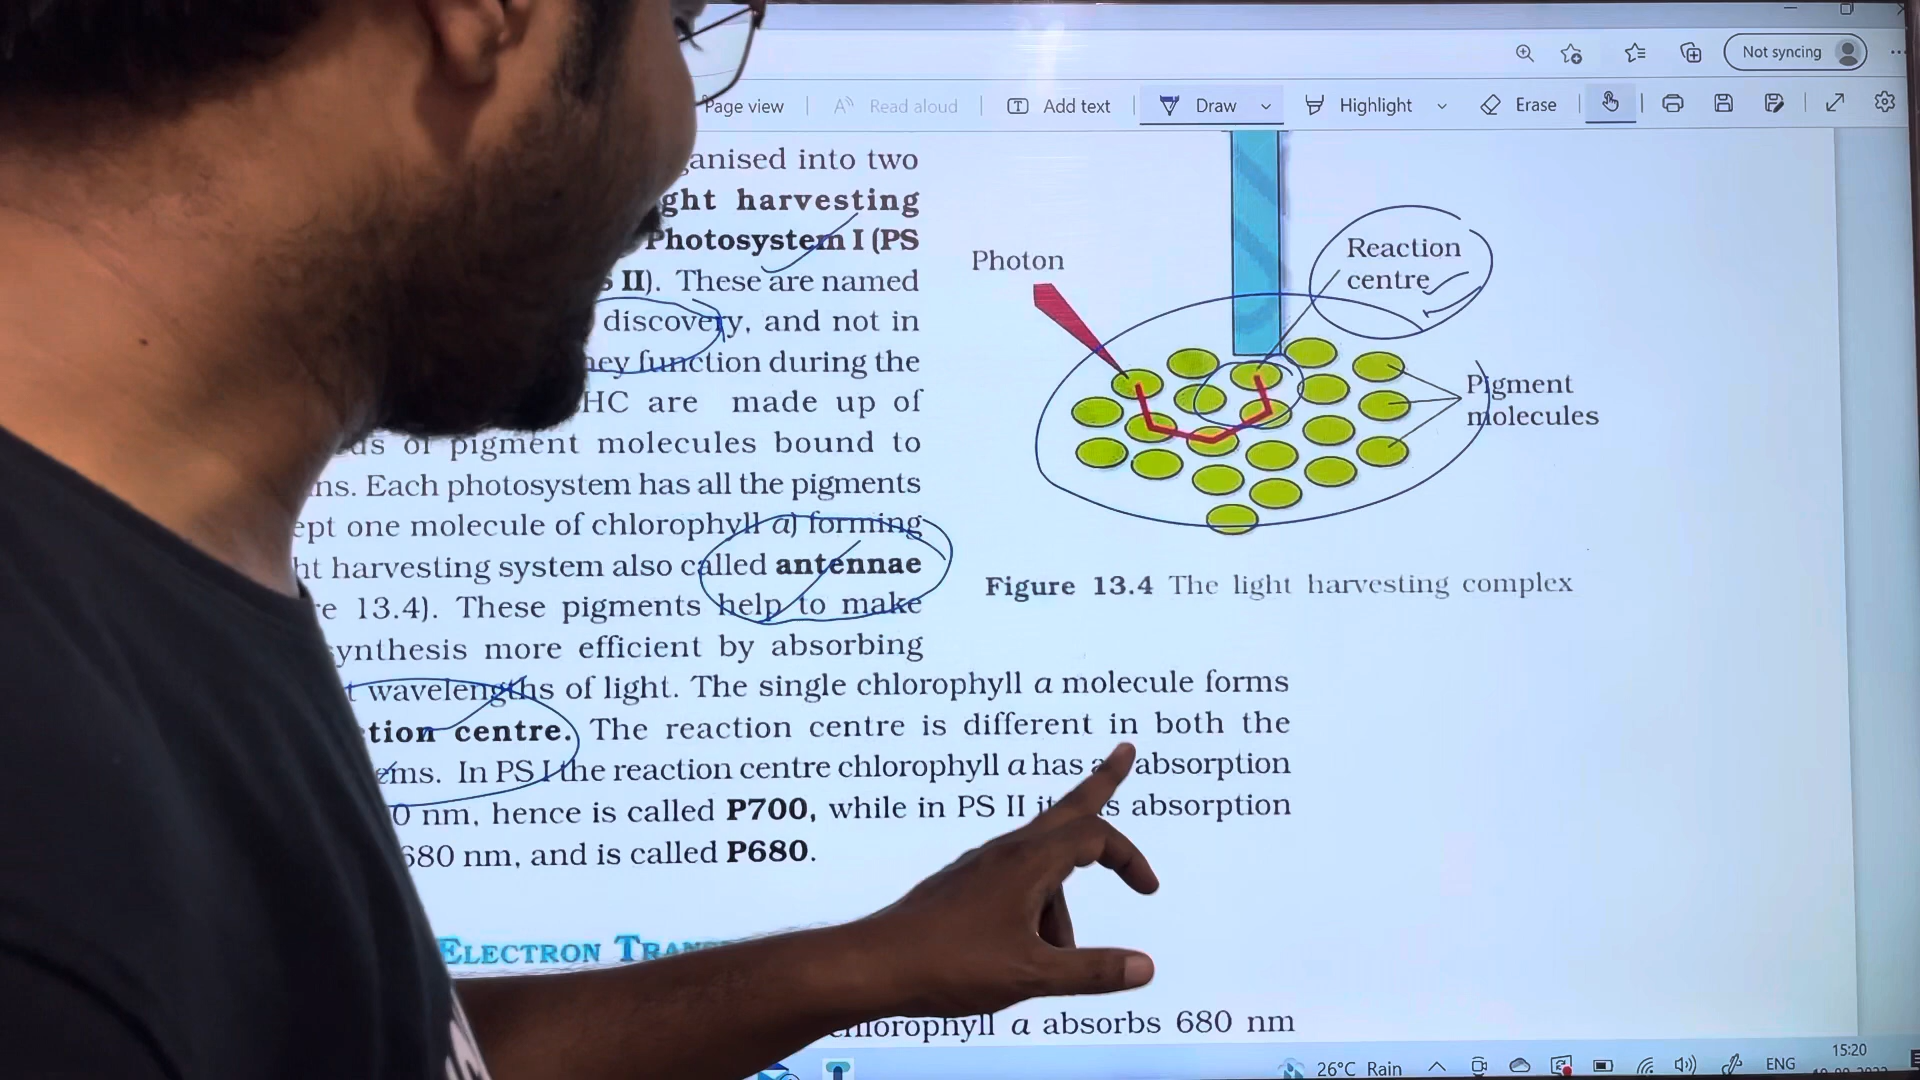 Not syncing
Page view
Read aloud
Add text
Draw
Highlight
Erase
anised into two
ght harvesting
Photosystem I (PS
II). These are named
discovery, and not in
ey function during the
HC are made up of
of pigment molecules bound to
ns. Each photosystem has all the pigments
ept one molecule of chlorophyll a) forming
ht harvesting system also called antennae
e 13.4). These pigments help to make
ynthesis more efficient by absorbing
t wavelengths of light. The single chlorophyll a molecule forms
tion centre. The reaction centre is different in both the
ems. In PS I the reaction centre chlorophyll a has absorption
0 nm, hence is called P700, while in PS II absorption
680 nm, and is called P680.
Photon
Reaction
centre
Pigment
molecules
Figure 13.4 The light harvesting complex
ELECTRON TRANS
chlorophyll a absorbs 680 nm
26°C Rain
ENG
15:20